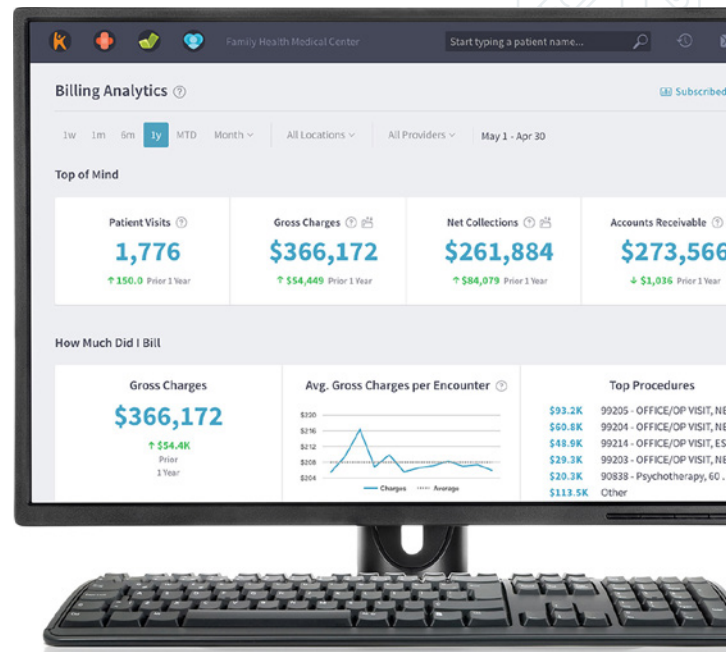 Family Health Medical Center
Start typing a patient name...
Billing Analytics ?
Subscribed
1w 1m 6m 1y MTD Month All Locations All Providers May 1 - Apr 30
Top of Mind
Patient Visits ?
1,776
↑ 150.0 Prior 1 Year
Gross Charges ?
$366,172
↑ $54,449 Prior 1 Year
Net Collections ?
$261,884
↑ $84,079 Prior 1 Year
Accounts Receivable ?
$273,566
↓ $1,036 Prior 1 Year
How Much Did I Bill
Gross Charges
$366,172
↑ $54.4K
Prior
1 Year
Avg. Gross Charges per Encounter ?
$220
$216
$212
$208
$204
Charges Average
Top Procedures
$93.2K 99205 - OFFICE/OP VISIT, NE
$60.8K 99204 - OFFICE/OP VISIT, NE
$48.9K 99214 - OFFICE/OP VISIT, ES
$29.3K 99203 - OFFICE/OP VISIT, NE
$20.3K 90838 - Psychotherapy, 60 .
$113.5K Other